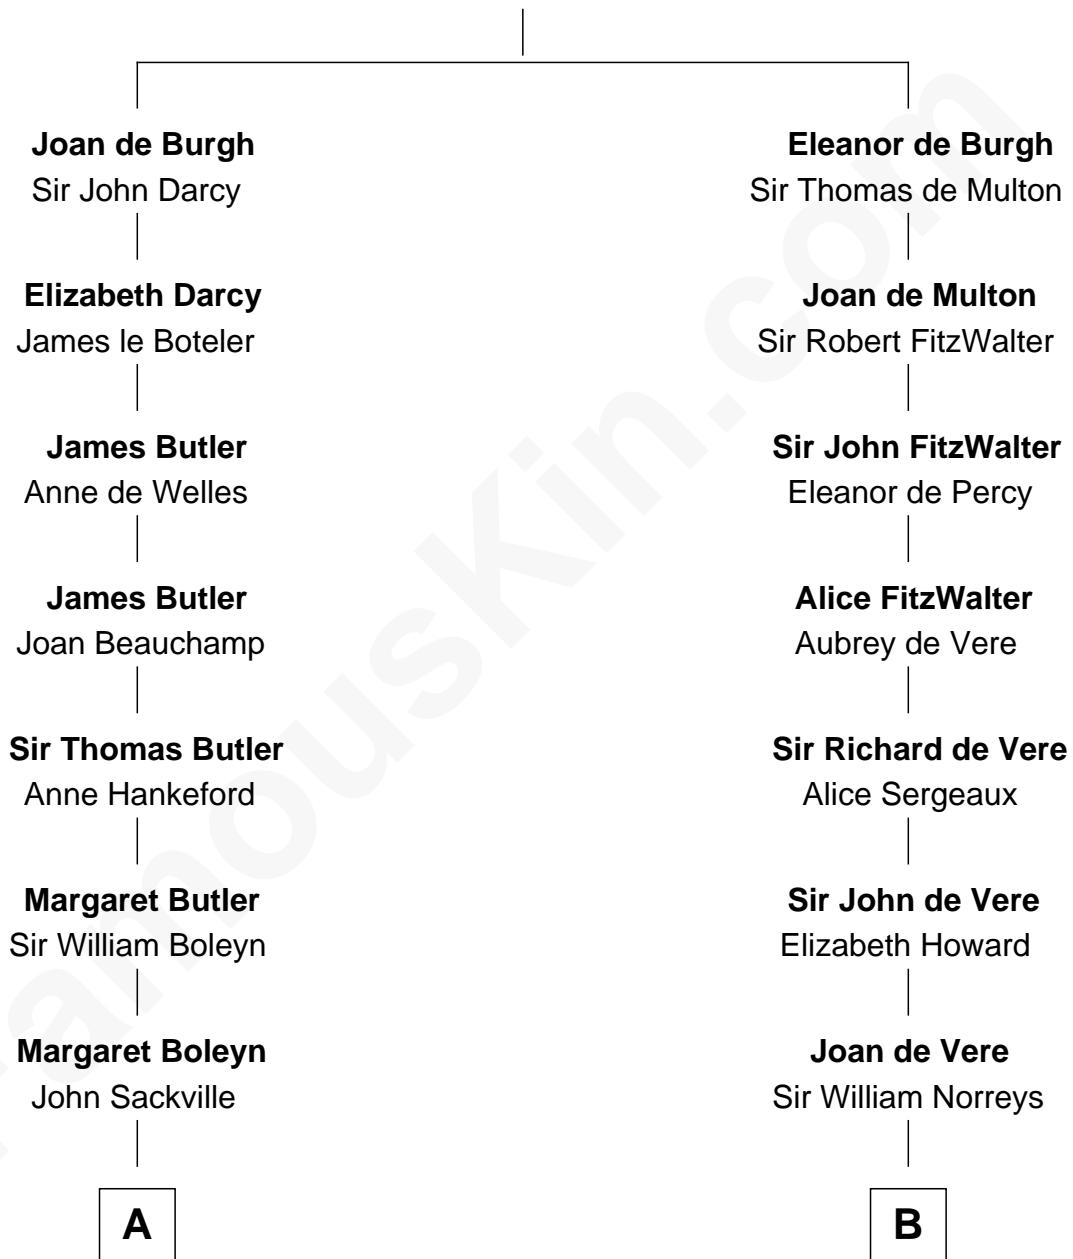 Joan de Burgh
Sir John Darcy
Elizabeth Darcy
James le Boteler
James Butler
Anne de Welles
James Butler
Joan Beauchamp
Sir Thomas Butler
Anne Hankeford
Margaret Butler
Sir William Boleyn
Margaret Boleyn
John Sackville
A
Eleanor de Burgh
Sir Thomas de Multon
Joan de Multon
Sir Robert FitzWalter
Sir John FitzWalter
Eleanor de Percy
Alice FitzWalter
Aubrey de Vere
Sir Richard de Vere
Alice Sergeaux
Sir John de Vere
Elizabeth Howard
Joan de Vere
Sir William Norreys
B
FamousKin.com